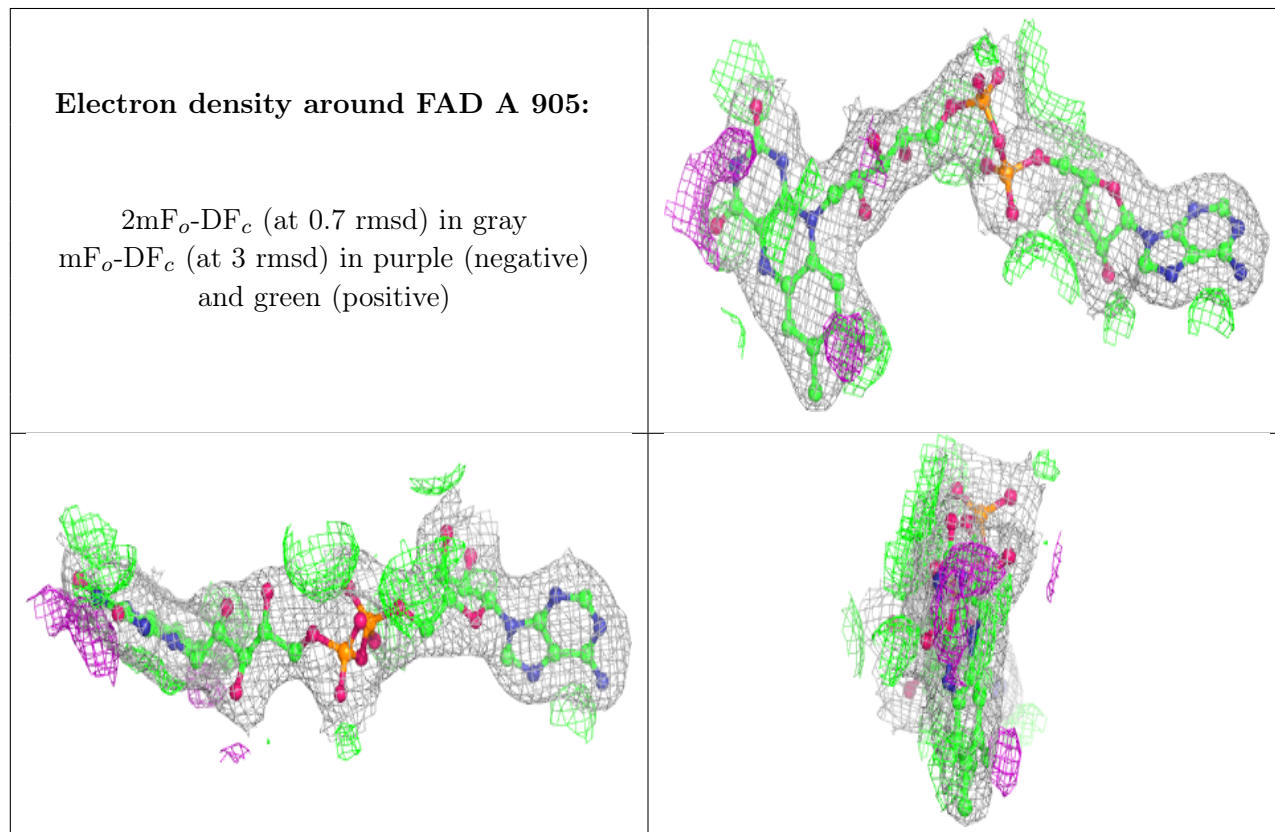 Electron density around FAD A 905:
2mFo-DFc (at 0.7 rmsd) in gray
mFo-DFc (at 3 rmsd) in purple (negative)
and green (positive)